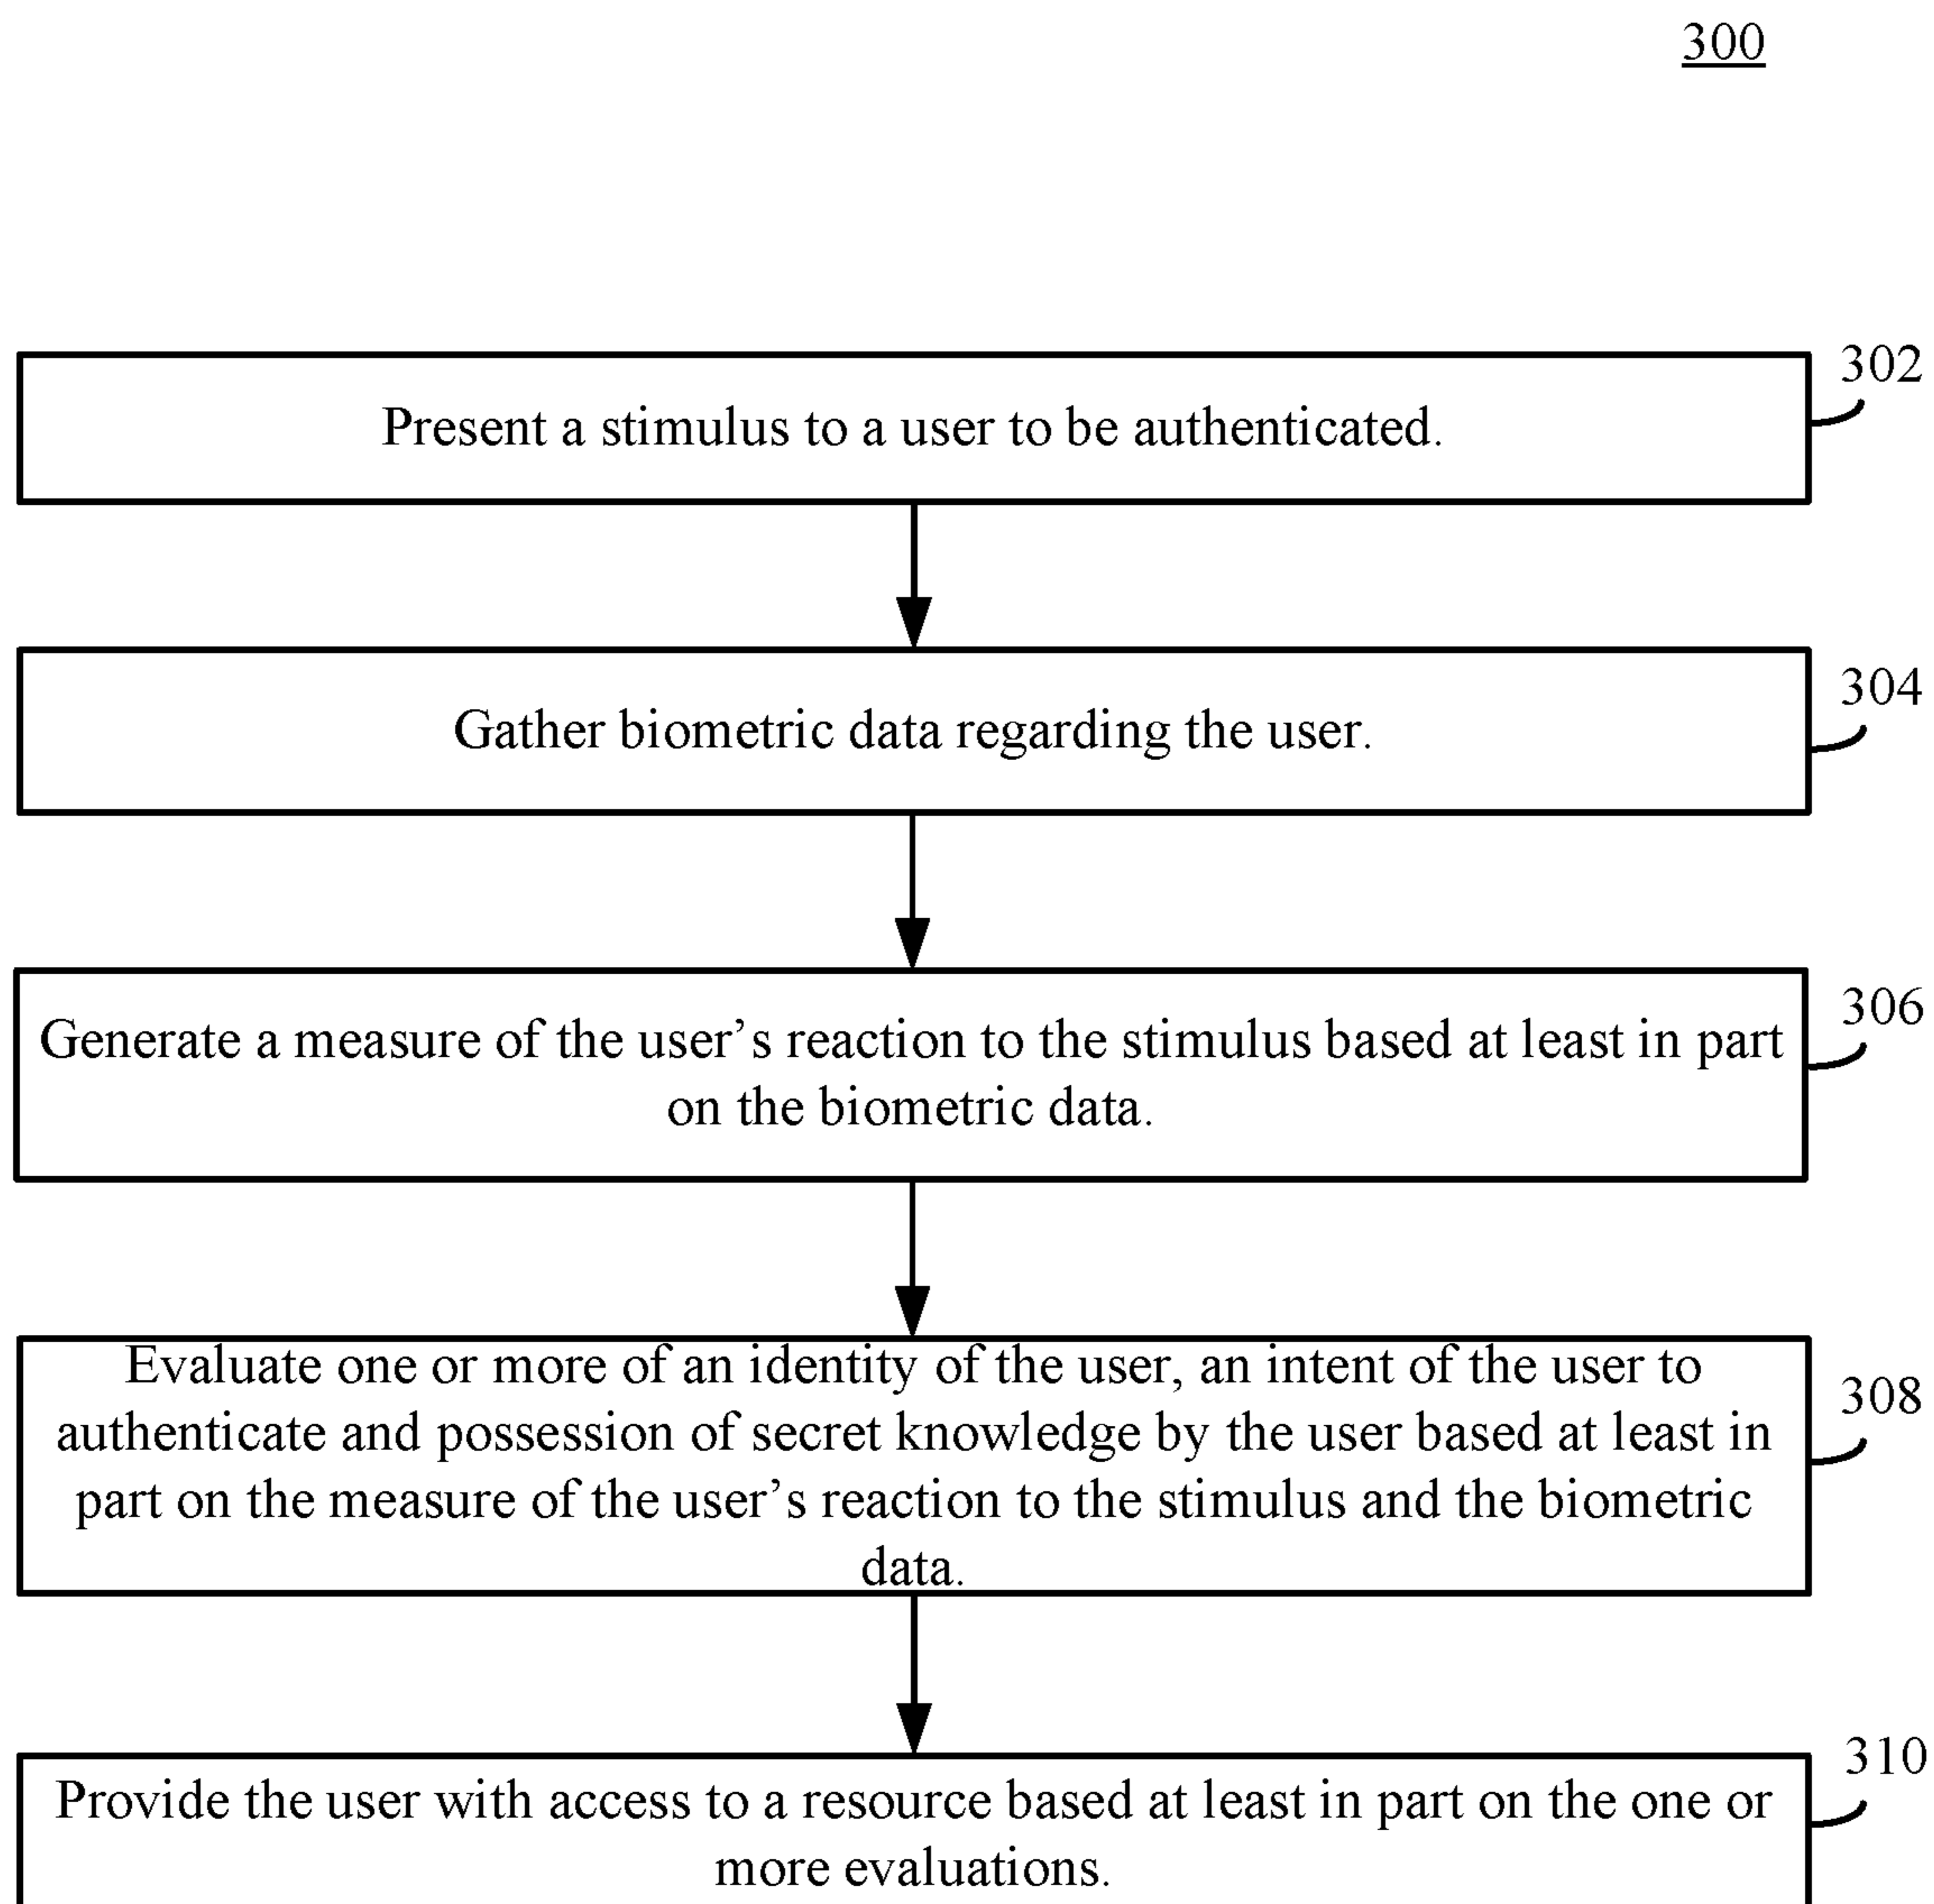 300
302
Present a stimulus to a user to be authenticated.
304
Gather biometric data regarding the user.
306
Generate a measure of the user’s reaction to the stimulus based at least in part
on the biometric data.
308
Evaluate one or more of an identity of the user, an intent of the user to
authenticate and possession of secret knowledge by the user based at least in
part on the measure of the user’s reaction to the stimulus and the biometric
data.
310
Provide the user with access to a resource based at least in part on the one or
more evaluations.